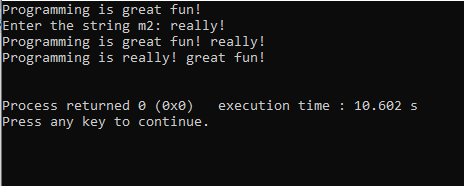 Programming is great fun!
Enter the string m2: really!
Programming is great fun! really!
Programming is really! great fun!
Process returned 0 (0x0)   execution time : 10.602 s
Press any key to continue.